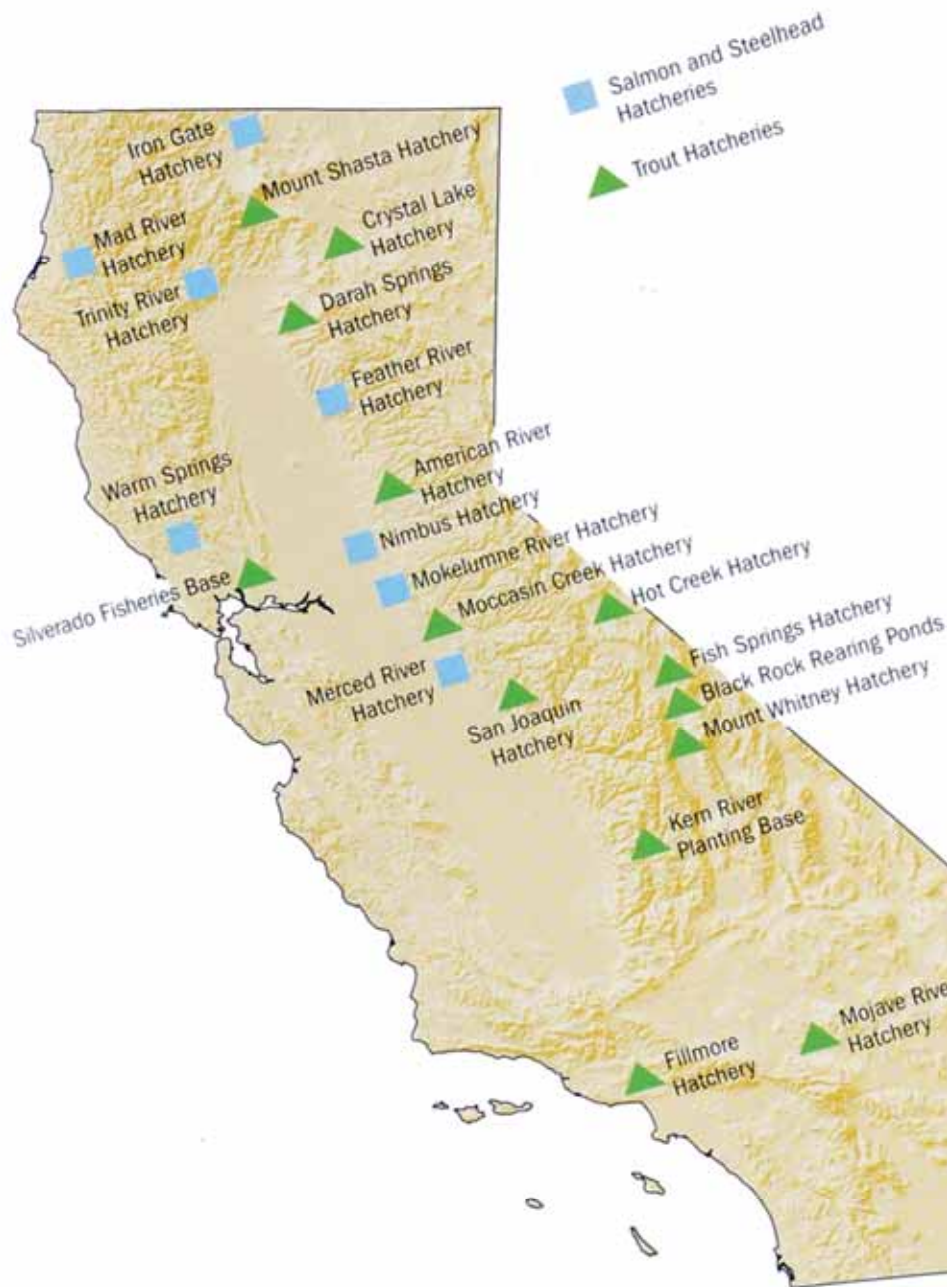 Salmon and Steelhead
Hatcheries
Trout Hatcheries
Iron Gate
Hatchery
Mount Shasta Hatchery
Crystal Lake
Hatchery
Mad River
Hatchery
Trinity River
Hatchery
Darah Springs
Hatchery
Feather River
Hatchery
American River
Hatchery
Warm Springs
Hatchery
Nimbus Hatchery
Mokelumne River Hatchery
Silverado Fisheries Base
Moccasin Creek Hatchery
Hot Creek Hatchery
Merced River
Hatchery
San Joaquin
Hatchery
Fish Springs Hatchery
Black Rock Rearing Ponds
Mount Whitney Hatchery
Kern River
Planting Base
Mojave River
Hatchery
Fillmore
Hatchery